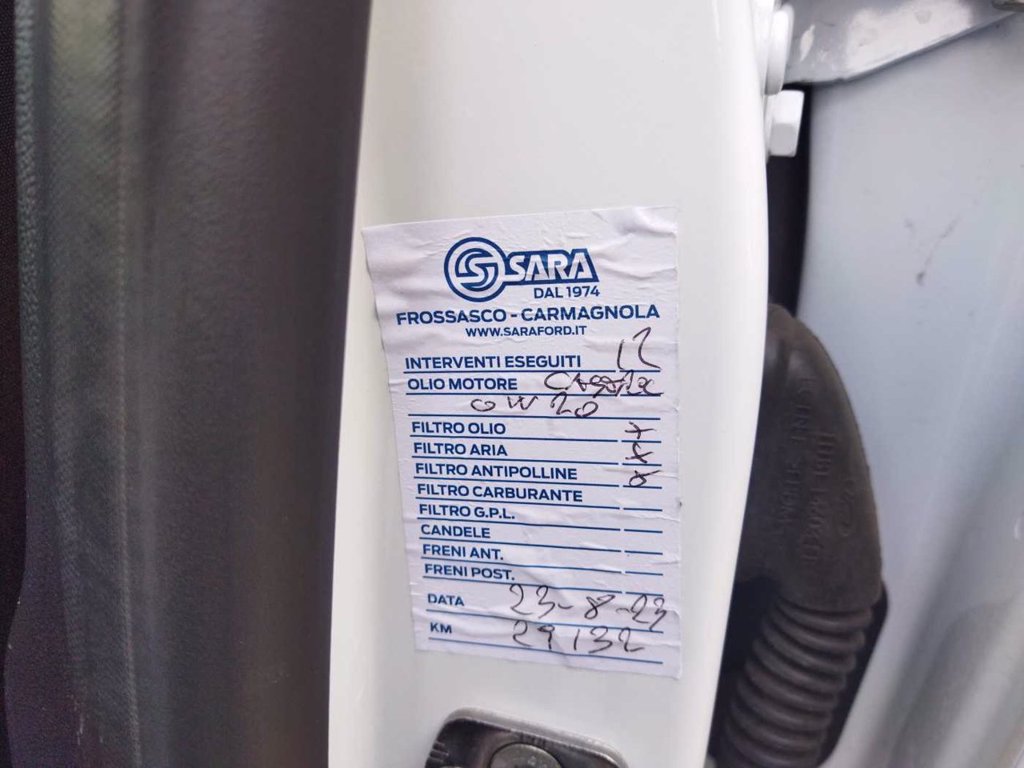 SARA
DAL 1974
FROSSASCO - CARMAGNOLA
WWW.SARAFORD.IT
INTERVENTI ESEGUITI
OLIO MOTORE
0W20
FILTRO OLIO X
FILTRO ARIA X
FILTRO ANTIPOLLINE X
FILTRO CARBURANTE
FILTRO G.P.L.
CANDELE
FRENI ANT.
FRENI POST.
DATA 23-8-23
KM 29132